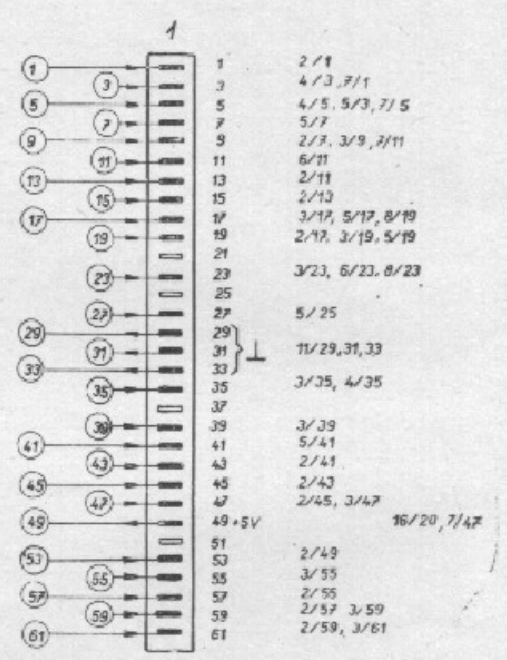 1
1 1 2/1
3 3 4/3, 7/1
5 5 4/5, 5/3, 7/5
7 7 5/7
9 9 2/7, 3/9, 7/11
11 11 6/11
13 13 2/11
15 15 2/13
17 17 3/17, 5/17, 8/19
19 19 2/17, 3/19, 5/19
21
23 23 3/23, 6/23, 8/23
25
27 27 5/25
29 29
31 31 11/29, 31, 33
33 33
35 35 3/35, 4/35
37
39 39 3/39
41 41 5/41
43 43 2/41
45 45 2/43
47 47 2/45, 3/47
49 49 +5V 16/20, 7/47
51
53 53 2/49
55 55 3/55
57 57 2/55
59 59 2/57 3/59
61 61 2/59, 3/61